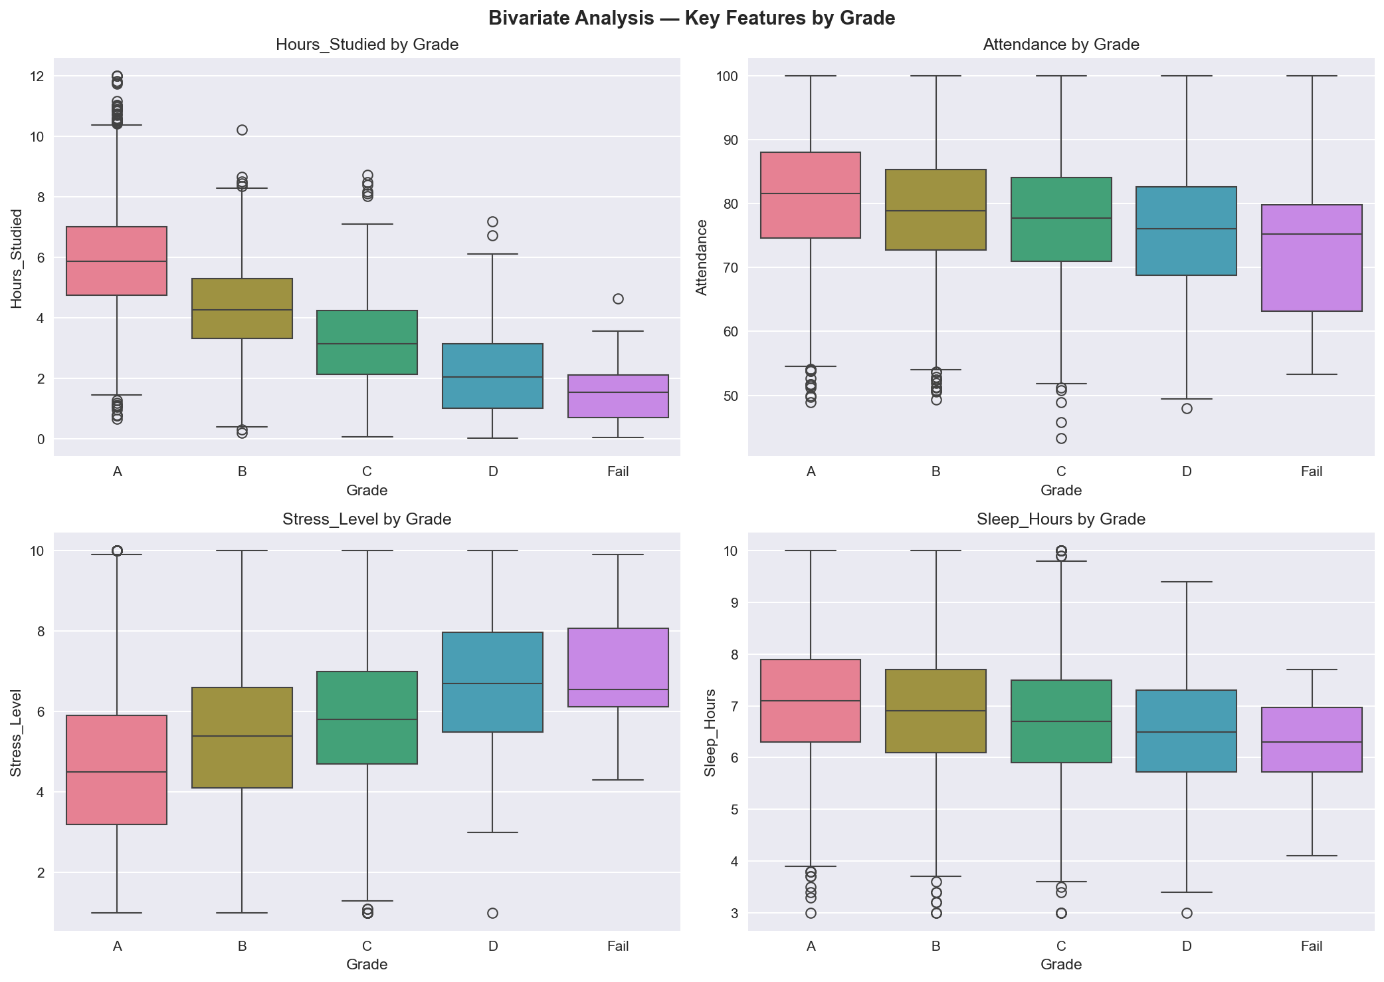 Bivariate Analysis — Key Features by Grade
Hours_Studied by Grade
Hours_Studied
12
10
8
6
4
2
0
A B C D Fail
Grade
Attendance by Grade
Attendance
100
90
80
70
60
50
A B C D Fail
Grade
Stress_Level by Grade
Stress_Level
10
8
6
4
2
A B C D Fail
Grade
Sleep_Hours by Grade
Sleep_Hours
10
9
8
7
6
5
4
3
A B C D Fail
Grade